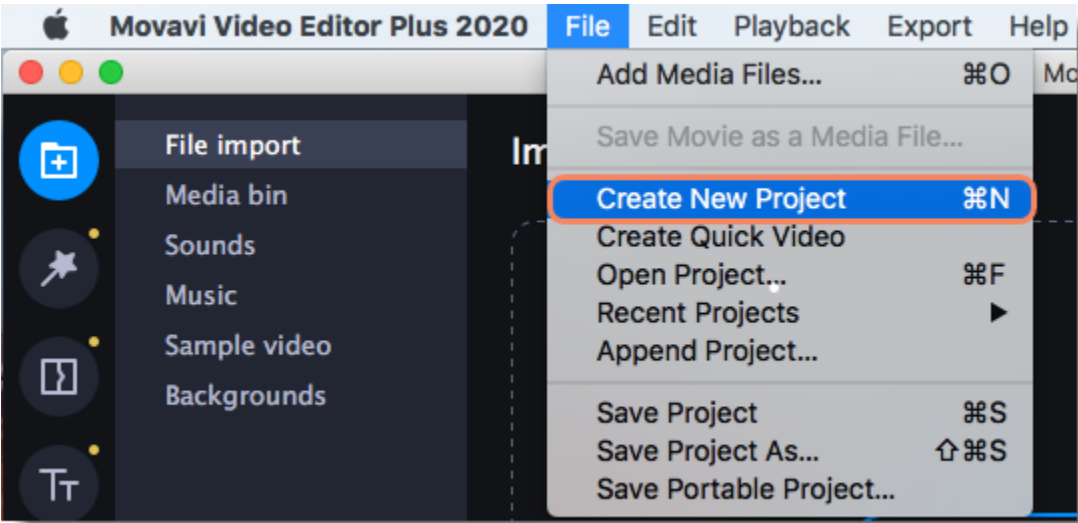 Movavi Video Editor Plus 2020 File Edit Playback Export Help
Mo
Add Media Files... ⌘O
Save Movie as a Media File...
Create New Project ⌘N
Create Quick Video
Open Project... ⌘F
Recent Projects ▶
Append Project...
Save Project ⌘S
Save Project As... ⇧⌘S
Save Portable Project...
File import
Media bin
Sounds
Music
Sample video
Backgrounds
Im
TT